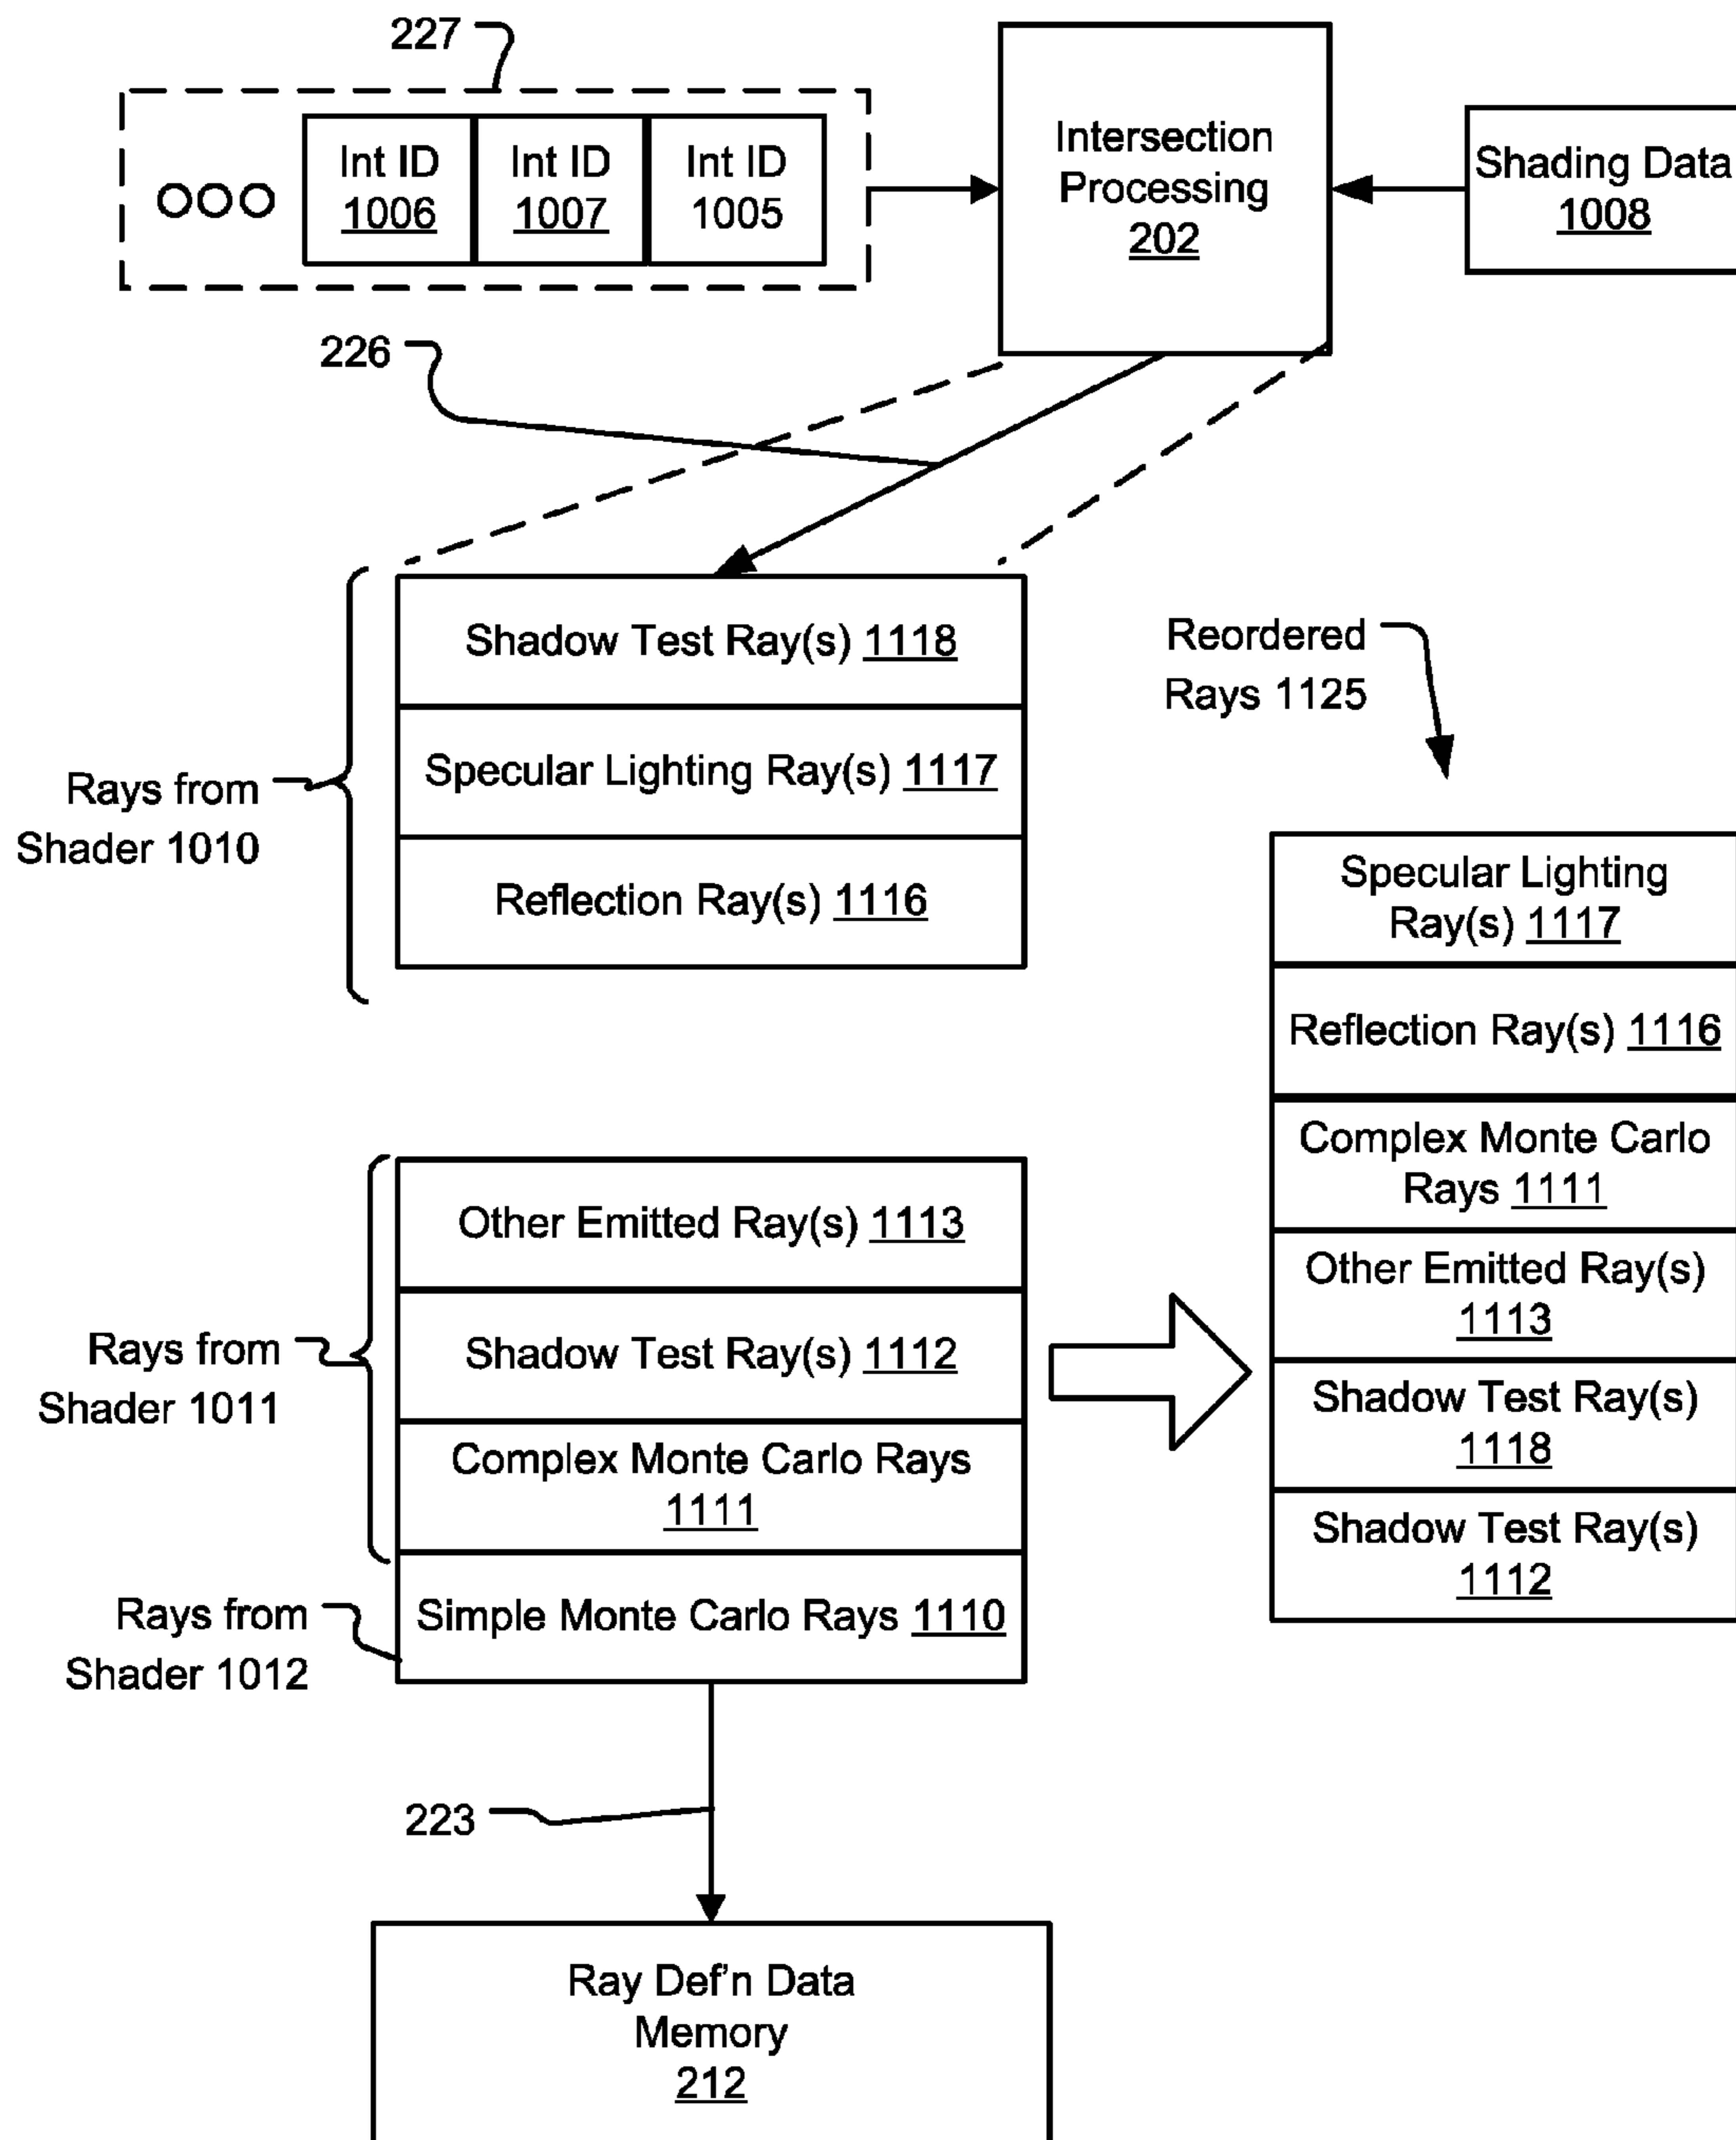 227
Int ID
1006
Int ID
1007
Int ID
1005
Intersection
Processing
202
Shading Data
1008
226
Rays from
Shader 1010
Shadow Test Ray(s) 1118
Specular Lighting Ray(s) 1117
Reflection Ray(s) 1116
Reordered
Rays 1125
Specular Lighting
Ray(s) 1117
Reflection Ray(s) 1116
Complex Monte Carlo
Rays 1111
Other Emitted Ray(s)
1113
Shadow Test Ray(s)
1118
Shadow Test Ray(s)
1112
Rays from
Shader 1011
Other Emitted Ray(s) 1113
Shadow Test Ray(s) 1112
Complex Monte Carlo Rays
1111
Rays from
Shader 1012
Simple Monte Carlo Rays 1110
223
Ray Def'n Data
Memory
212